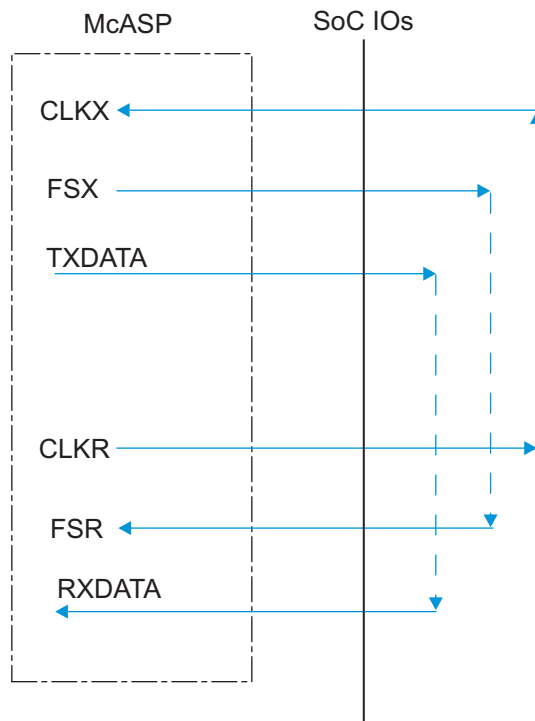 McASP
SoC IOs
CLKX
FSX
TXDATA
CLKR
FSR
RXDATA